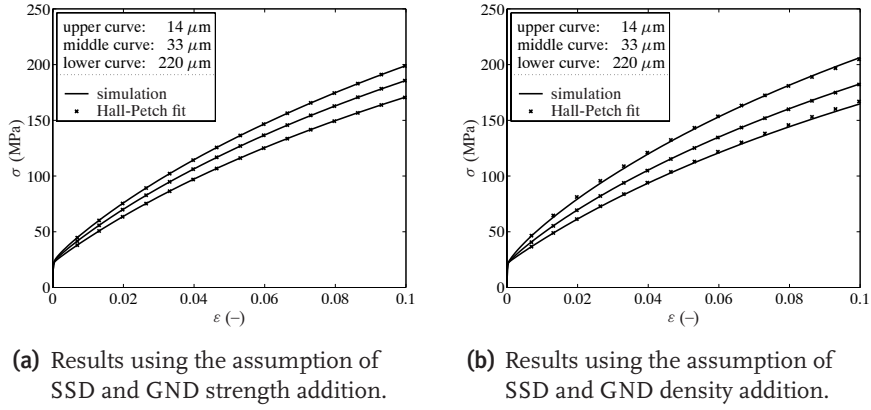 250
200
150
100
50
0
σ (MPa)
upper curve: 14 μm
middle curve: 33 μm
lower curve: 220 μm
simulation
Hall-Petch fit
0 0.02 0.04 0.06 0.08 0.1
ε (–)
(a) Results using the assumption of
SSD and GND strength addition.
250
200
150
100
50
0
σ (MPa)
upper curve: 14 μm
middle curve: 33 μm
lower curve: 220 μm
simulation
Hall-Petch fit
0 0.02 0.04 0.06 0.08 0.1
ε (–)
(b) Results using the assumption of
SSD and GND density addition.